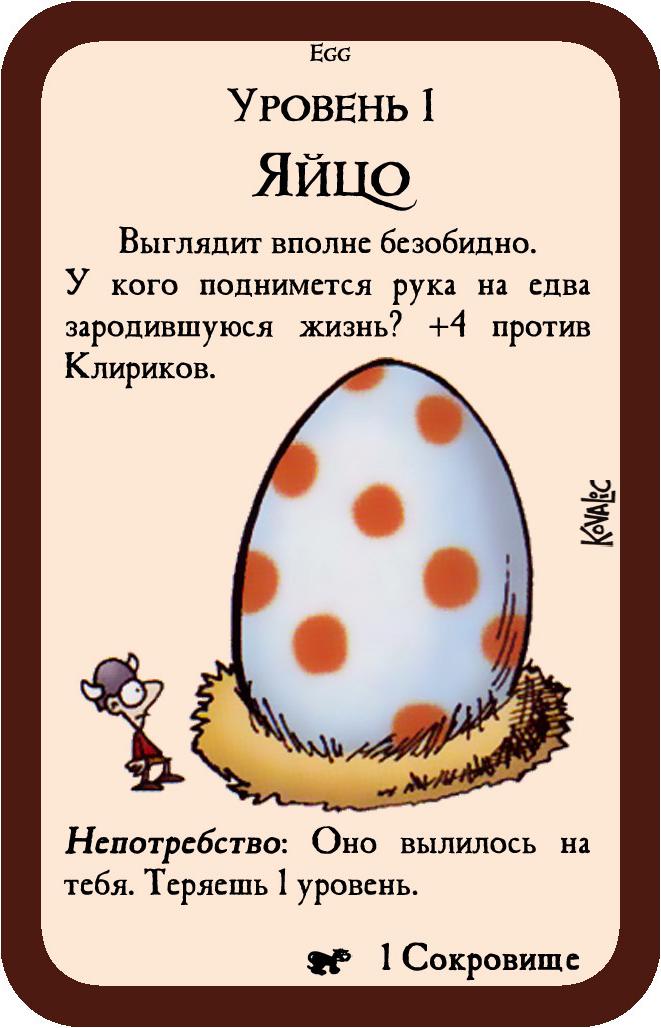 Egg
Уровень 1
Яйцо
Выглядит вполне безобидно.
У кого поднимется рука на едва
зародившуюся жизнь? +4 против
Клириков.
Kovalic
Непотребство: Оно вылилось на
тебя. Теряешь 1 уровень.
1 Сокровище